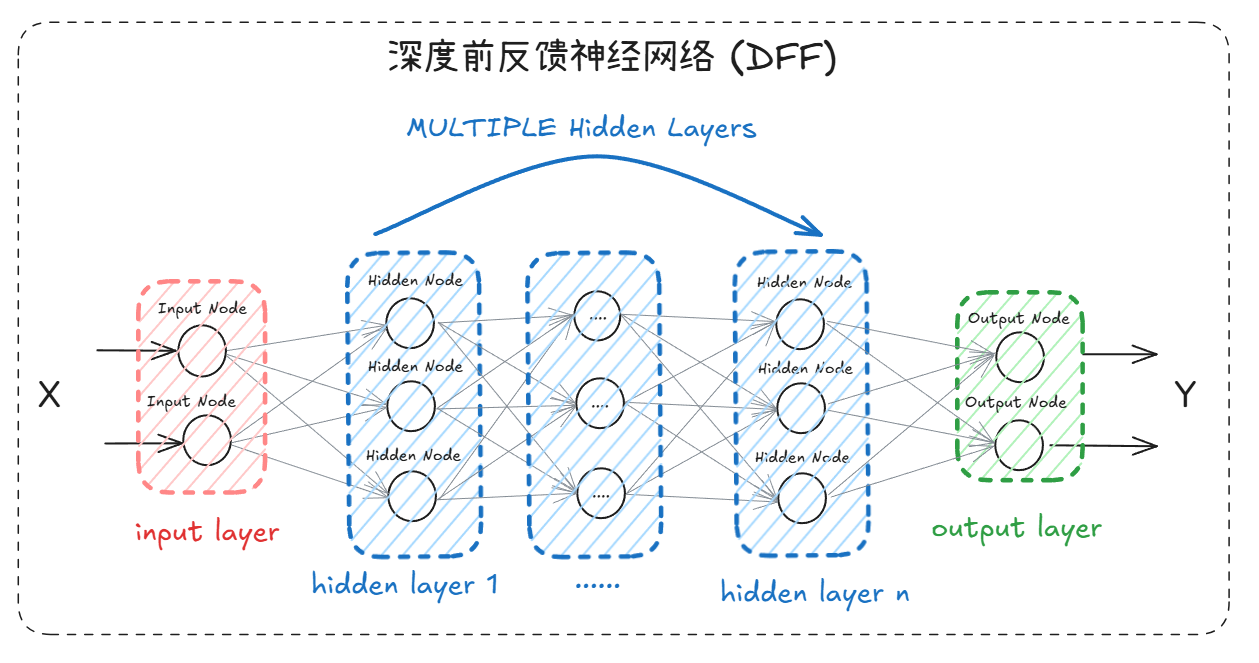 深度前反馈神经网络 (DFF)
MULTIPLE Hidden Layers
Input Node
Input Node
input layer
X
Hidden Node
Hidden Node
Hidden Node
hidden layer 1
....
....
....
......
Hidden Node
Hidden Node
Hidden Node
hidden layer n
Output Node
Output Node
output layer
Y